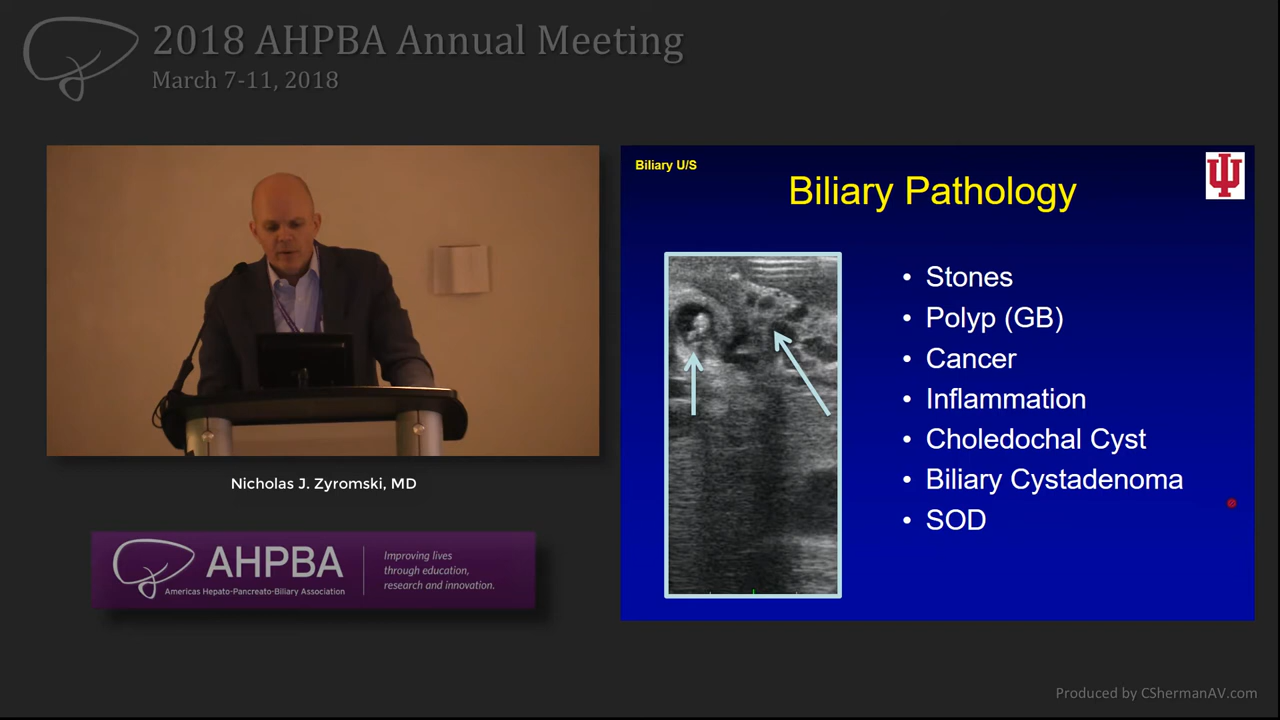 2018 AHPBA Annual Meeting
March 7-11, 2018
Biliary U/S
Biliary Pathology
• Stones
• Polyp (GB)
• Cancer
• Inflammation
• Choledochal Cyst
• Biliary Cystadenoma
• SOD
Nicholas J. Zyromski, MD
AHPBA
Americas Hepato-Pancreato-Biliary Association
Improving lives
through education,
research and innovation.
Produced by CShermanAV.com